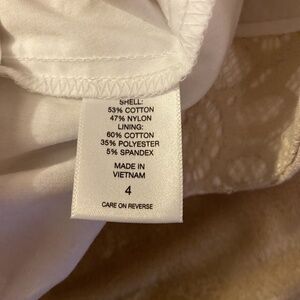 SHELL:
53% COTTON
47% NYLON
LINING:
60% COTTON
35% POLYESTER
5% SPANDEX
MADE IN
VIETNAM
4
CARE ON REVERSE